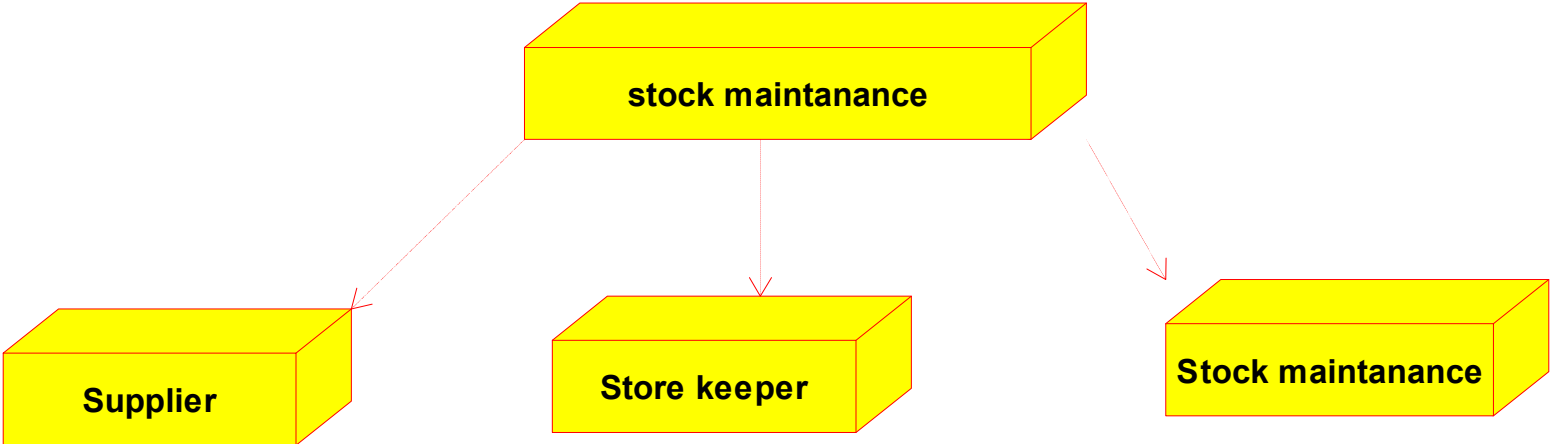 stock maintanance
Supplier
Store keeper
Stock maintanance